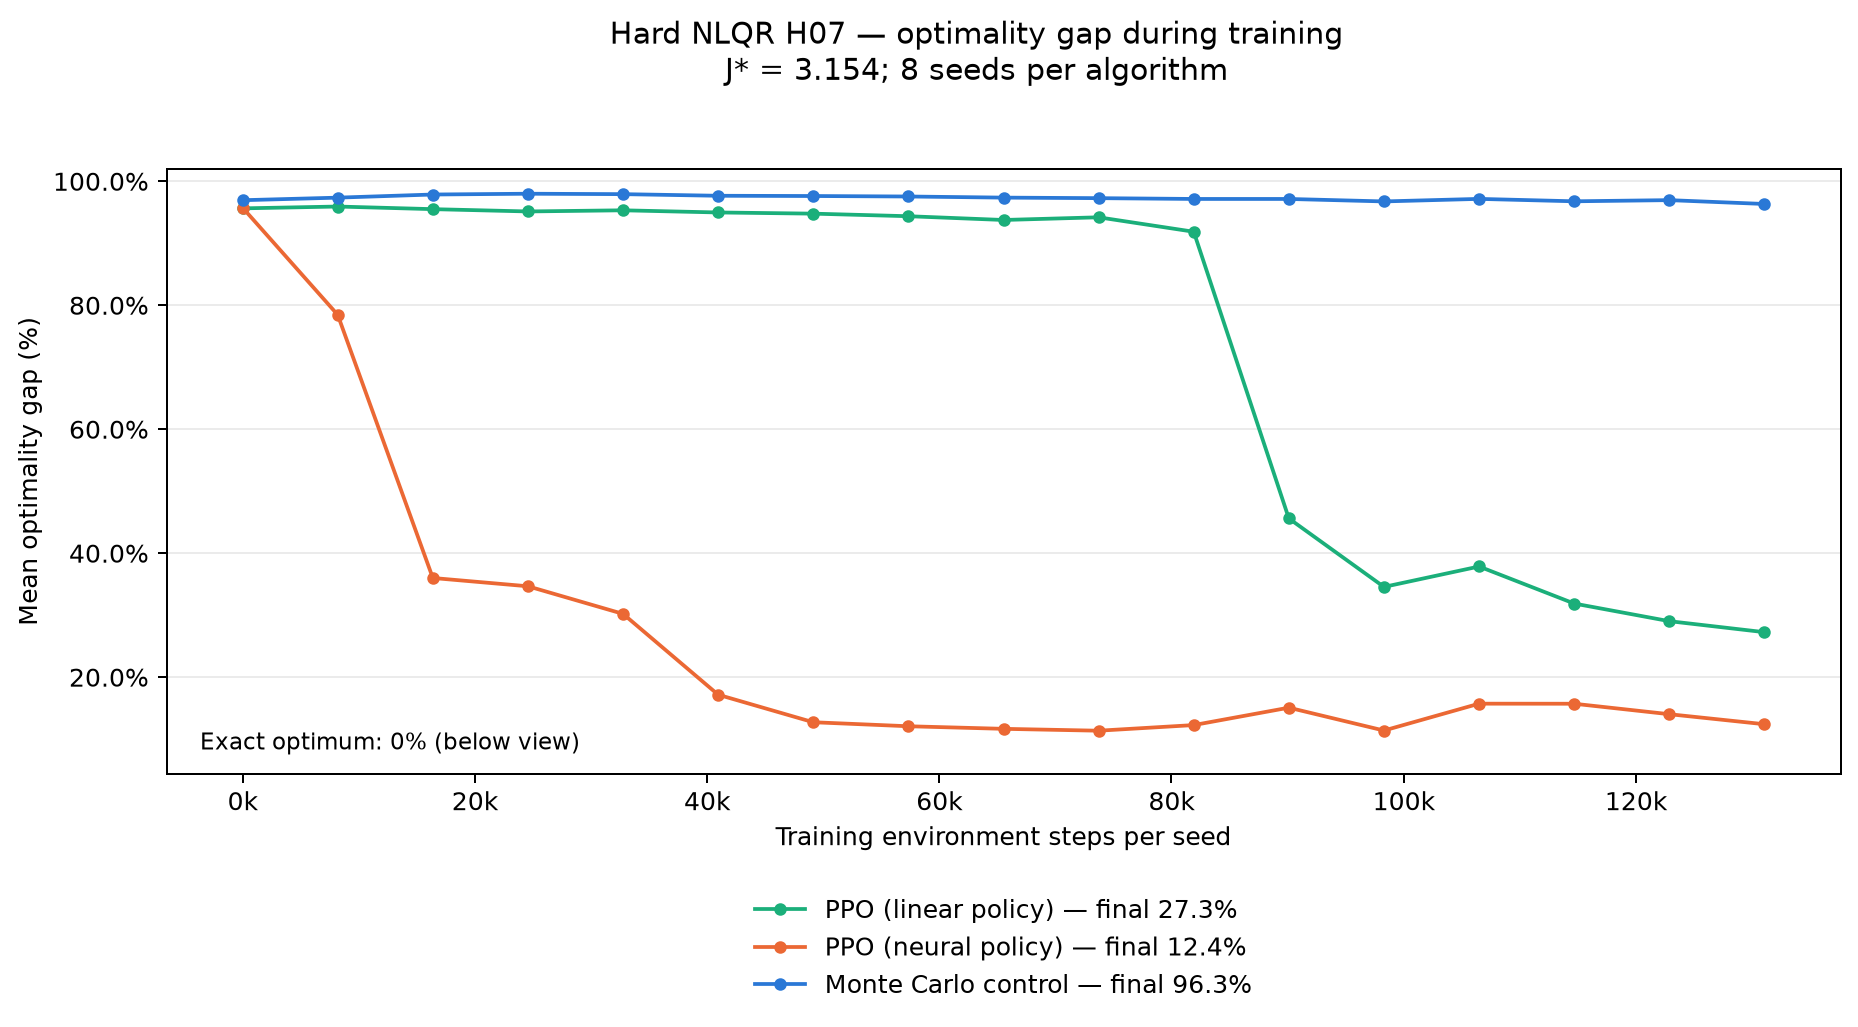 Hard NLQR H07 — optimality gap during training
J* = 3.154; 8 seeds per algorithm
Mean optimality gap (%)
100.0%
80.0%
60.0%
40.0%
20.0%
Exact optimum: 0% (below view)
0k 20k 40k 60k 80k 100k 120k
Training environment steps per seed
PPO (linear policy) — final 27.3%
PPO (neural policy) — final 12.4%
Monte Carlo control — final 96.3%